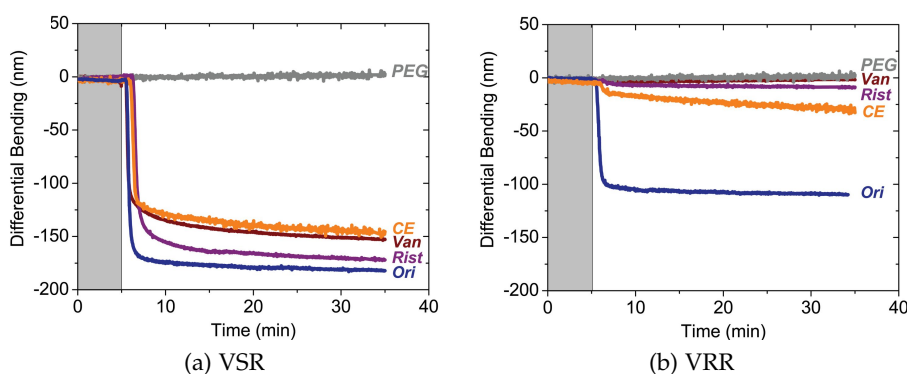 50
0
-50
-100
-150
-200
Differential Bending (nm)
PEG
CE
Van
Rist
Ori
0 10 20 30 40
Time (min)
(a) VSR
50
0
-50
-100
-150
-200
Differential Bending (nm)
PEG
Van
Rist
CE
Ori
0 10 20 30 40
Time (min)
(b) VRR